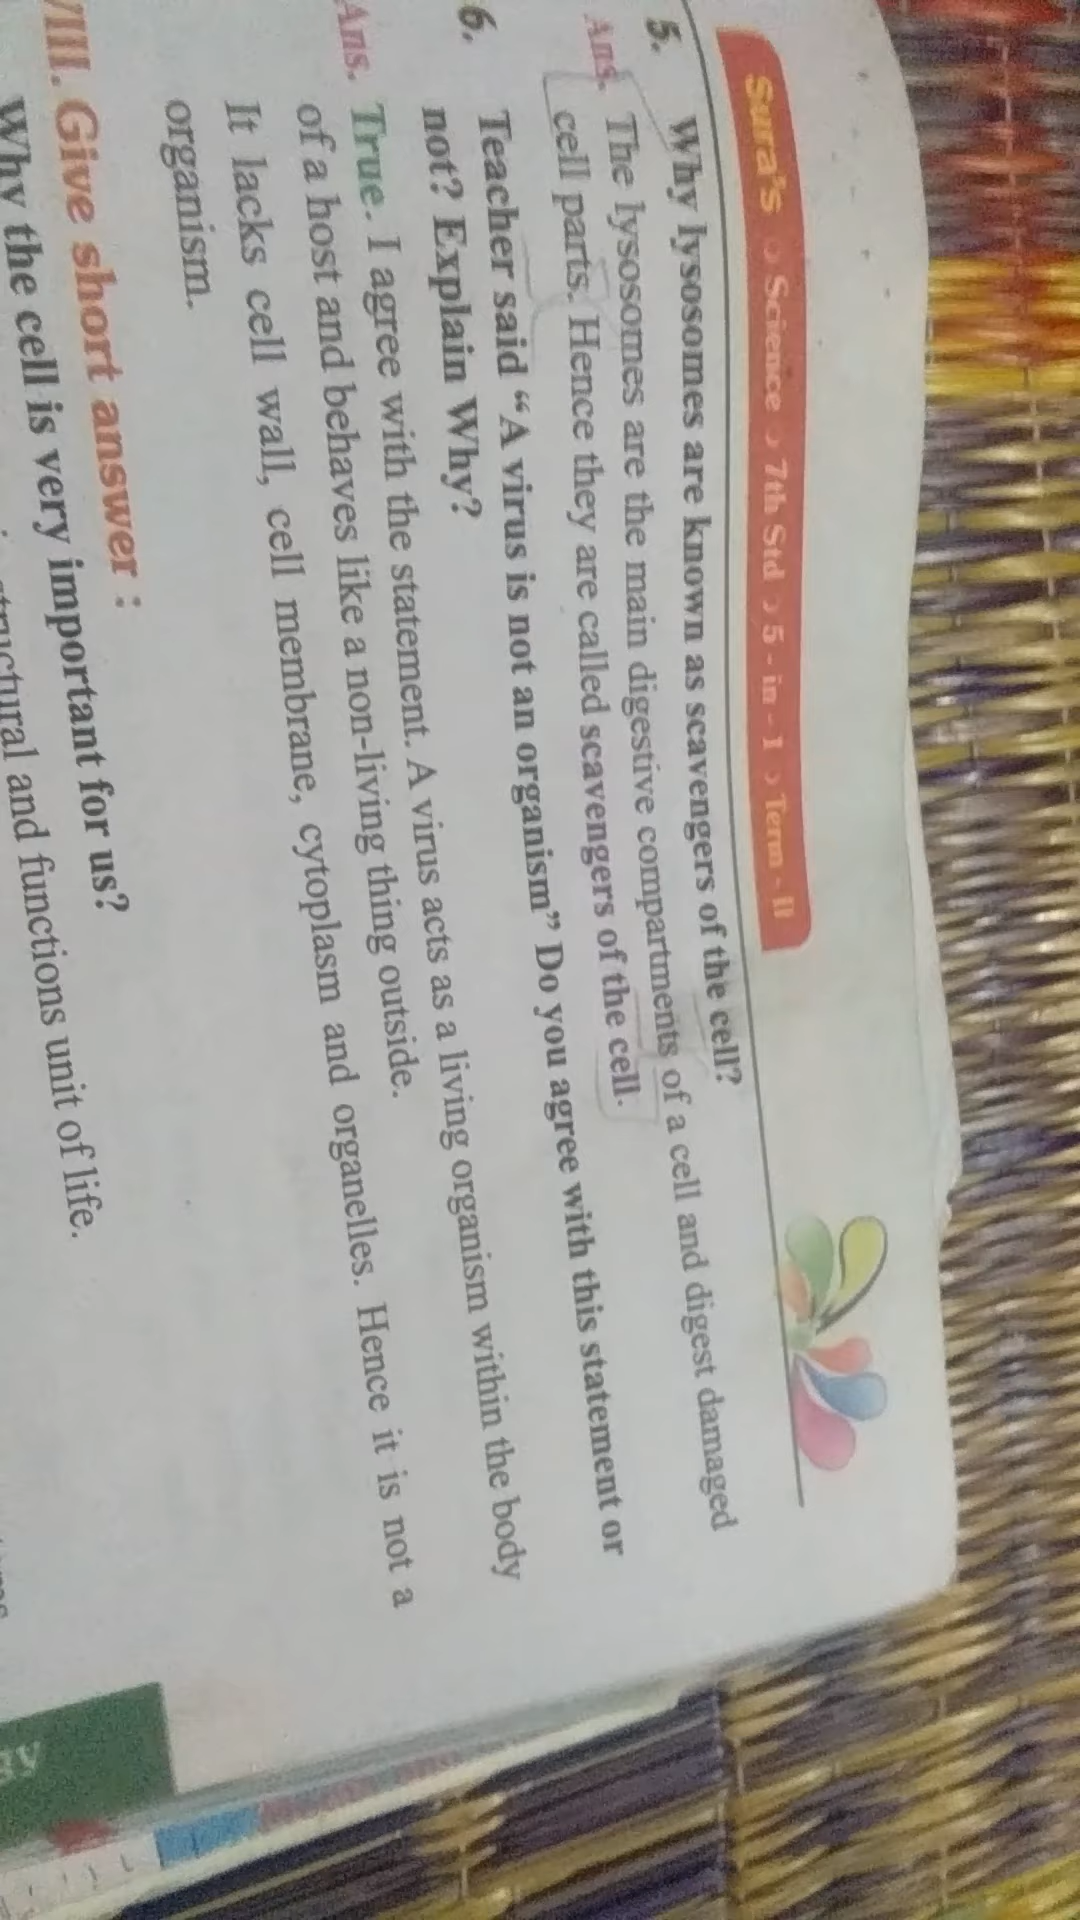 Sura's › Science › 7th Std › 5 - in - 1 › Term - II
5. Why lysosomes are known as scavengers of the cell?
Ans. The lysosomes are the main digestive compartments of a cell and digest damaged
cell parts. Hence they are called scavengers of the cell.
6. Teacher said “A virus is not an organism” Do you agree with this statement or
not? Explain Why?
Ans. True. I agree with the statement. A virus acts as a living organism within the body
of a host and behaves like a non-living thing outside.
It lacks cell wall, cell membrane, cytoplasm and organelles. Hence it is not a
organism.
VIII. Give short answer :
Why the cell is very important for us?
structural and functions unit of life.